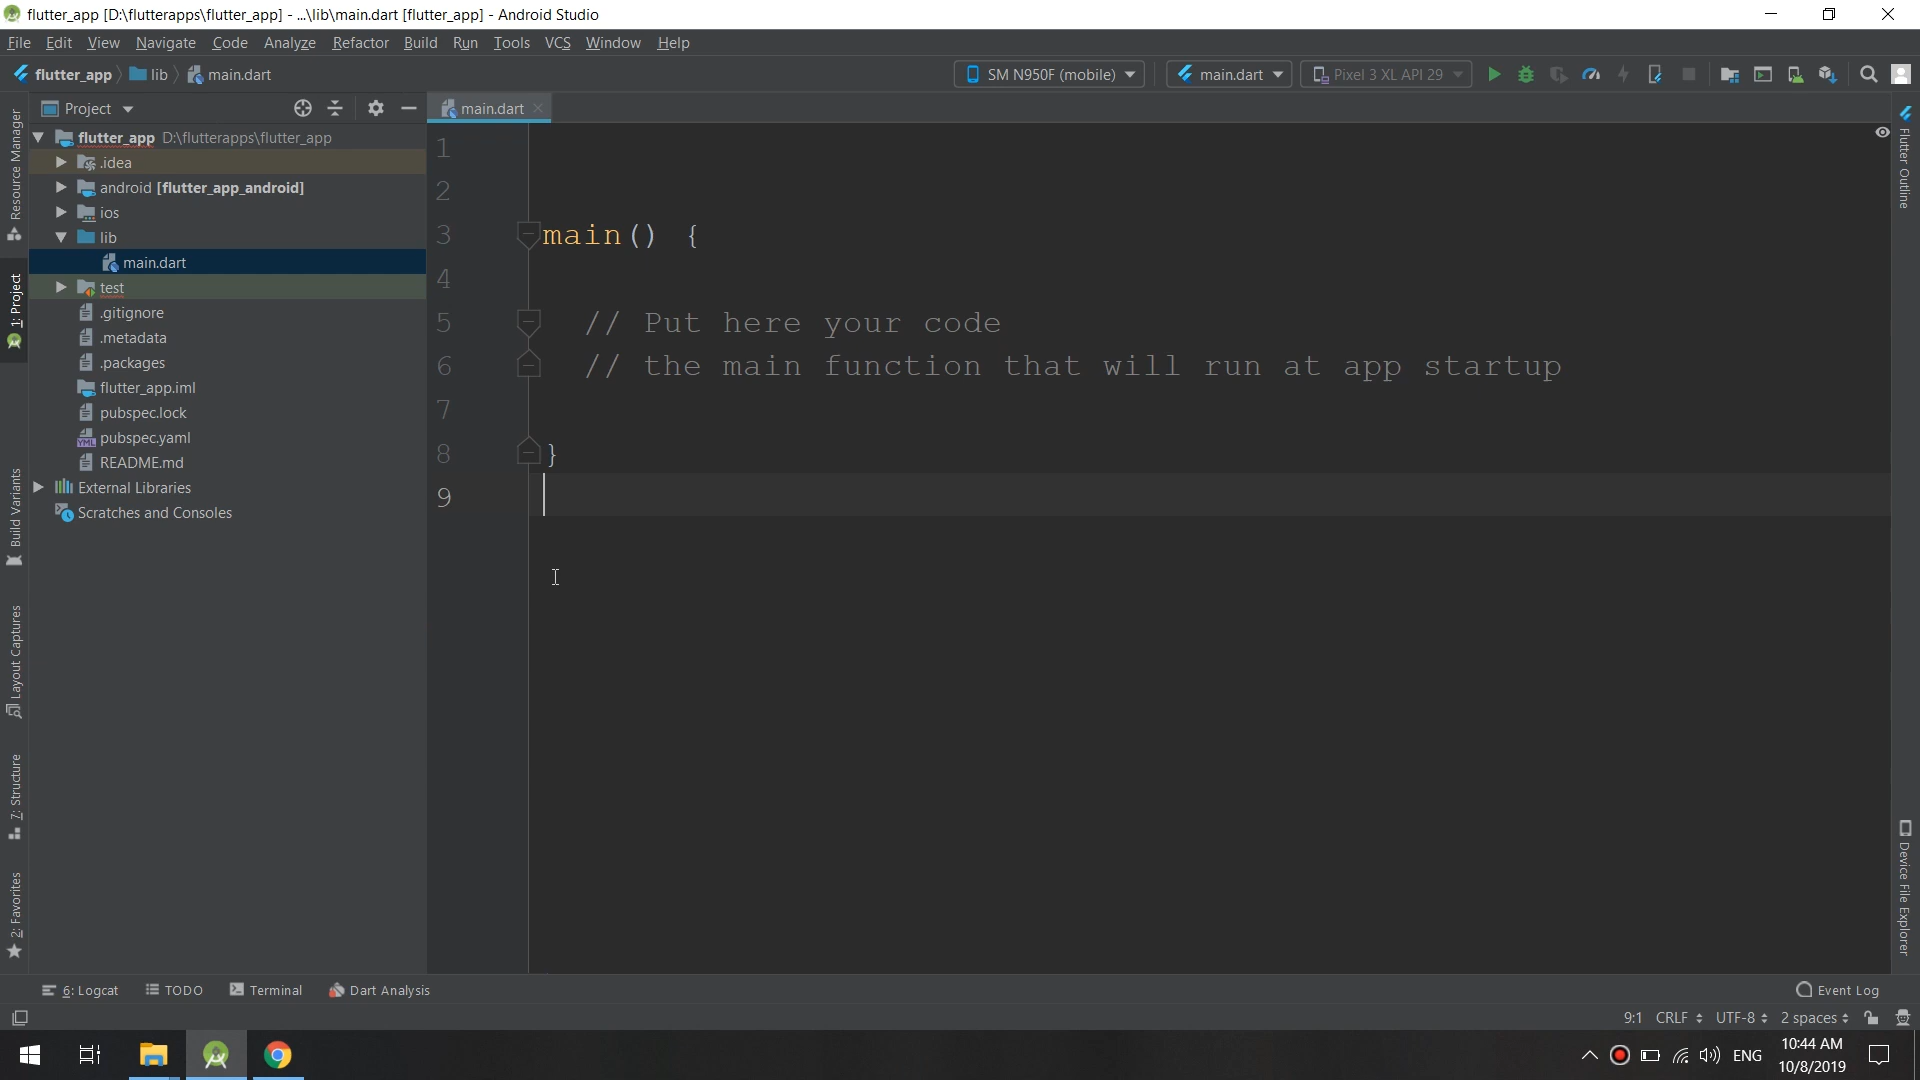 flutter_app [D:\flutterapps\flutter_app] - ...\lib\main.dart [flutter_app] - Android Studio
File Edit View Navigate Code Analyze Refactor Build Run Tools VCS Window Help
flutter_app lib main.dart SM N950F (mobile) main.dart Pixel 3 XL API 29
Project main.dart
flutter_app D:\flutterapps\flutter_app
.idea
android [flutter_app_android]
ios
lib
main.dart
test
.gitignore
.metadata
.packages
flutter_app.iml
pubspec.lock
pubspec.yaml
README.md
External Libraries
Scratches and Consoles
Resource Manager
1: Project
Build Variants
Layout Captures
7: Structure
2: Favorites
1
2
3 main() {
4
5 // Put here your code
6 // the main function that will run at app startup
7
8 }
9
Flutter Outline
Device File Explorer
6: Logcat TODO Terminal Dart Analysis Event Log
9:1 CRLF UTF-8 2 spaces
ENG 10:44 AM
10/8/2019